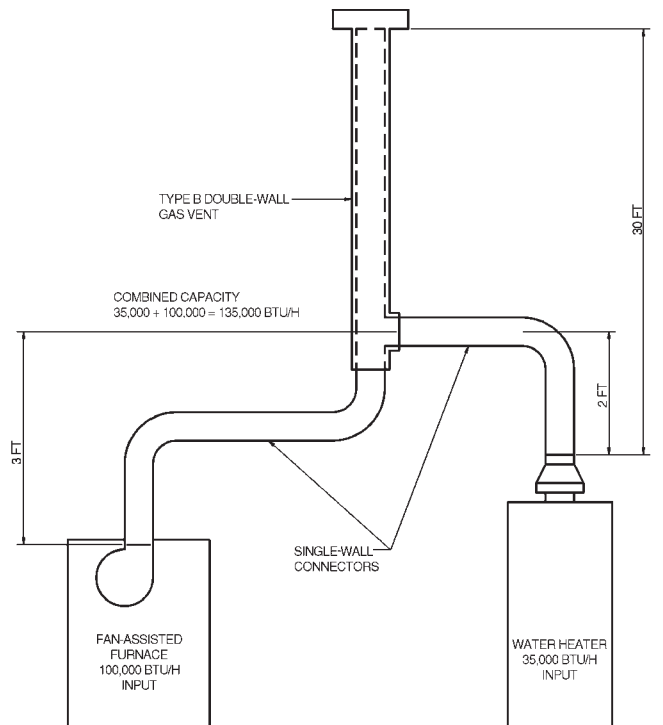 TYPE B DOUBLE-WALL
GAS VENT
30 FT
COMBINED CAPACITY
35,000 + 100,000 = 135,000 BTU/H
3 FT
2 FT
SINGLE-WALL
CONNECTORS
FAN-ASSISTED
FURNACE
100,000 BTU/H
INPUT
WATER HEATER
35,000 BTU/H
INPUT